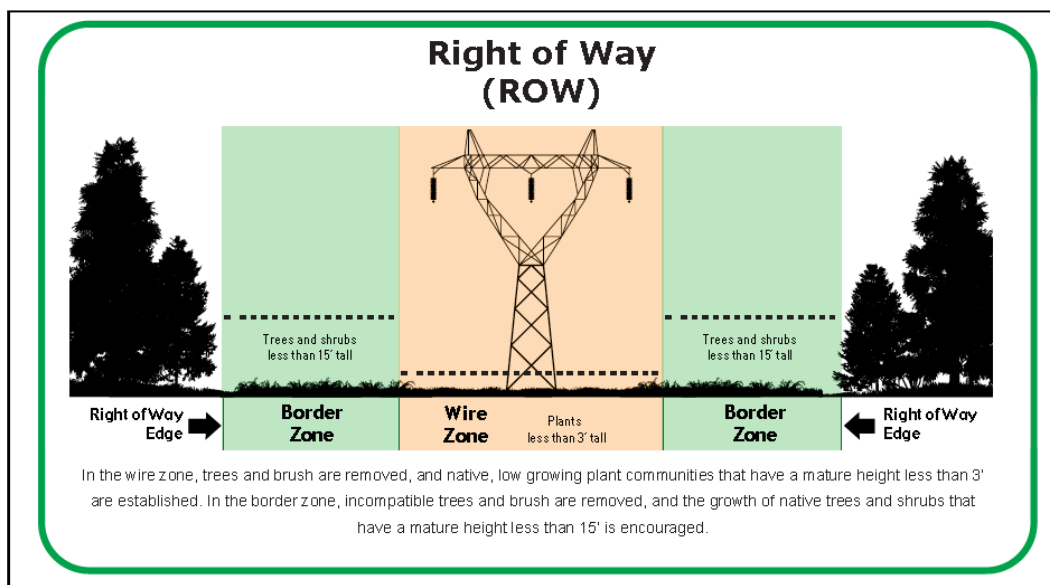 Right of Way
(ROW)
Trees and shrubs
less than 15' tall
Trees and shrubs
less than 15' tall
Right of Way
Edge
Border
Zone
Wire
Zone
Plants
less than 3' tall
Border
Zone
Right of Way
Edge
In the wire zone, trees and brush are removed, and native, low growing plant communities that have a mature height less than 3'
are established. In the border zone, incompatible trees and brush are removed, and the growth of native trees and shrubs that
have a mature height less than 15' is encouraged.